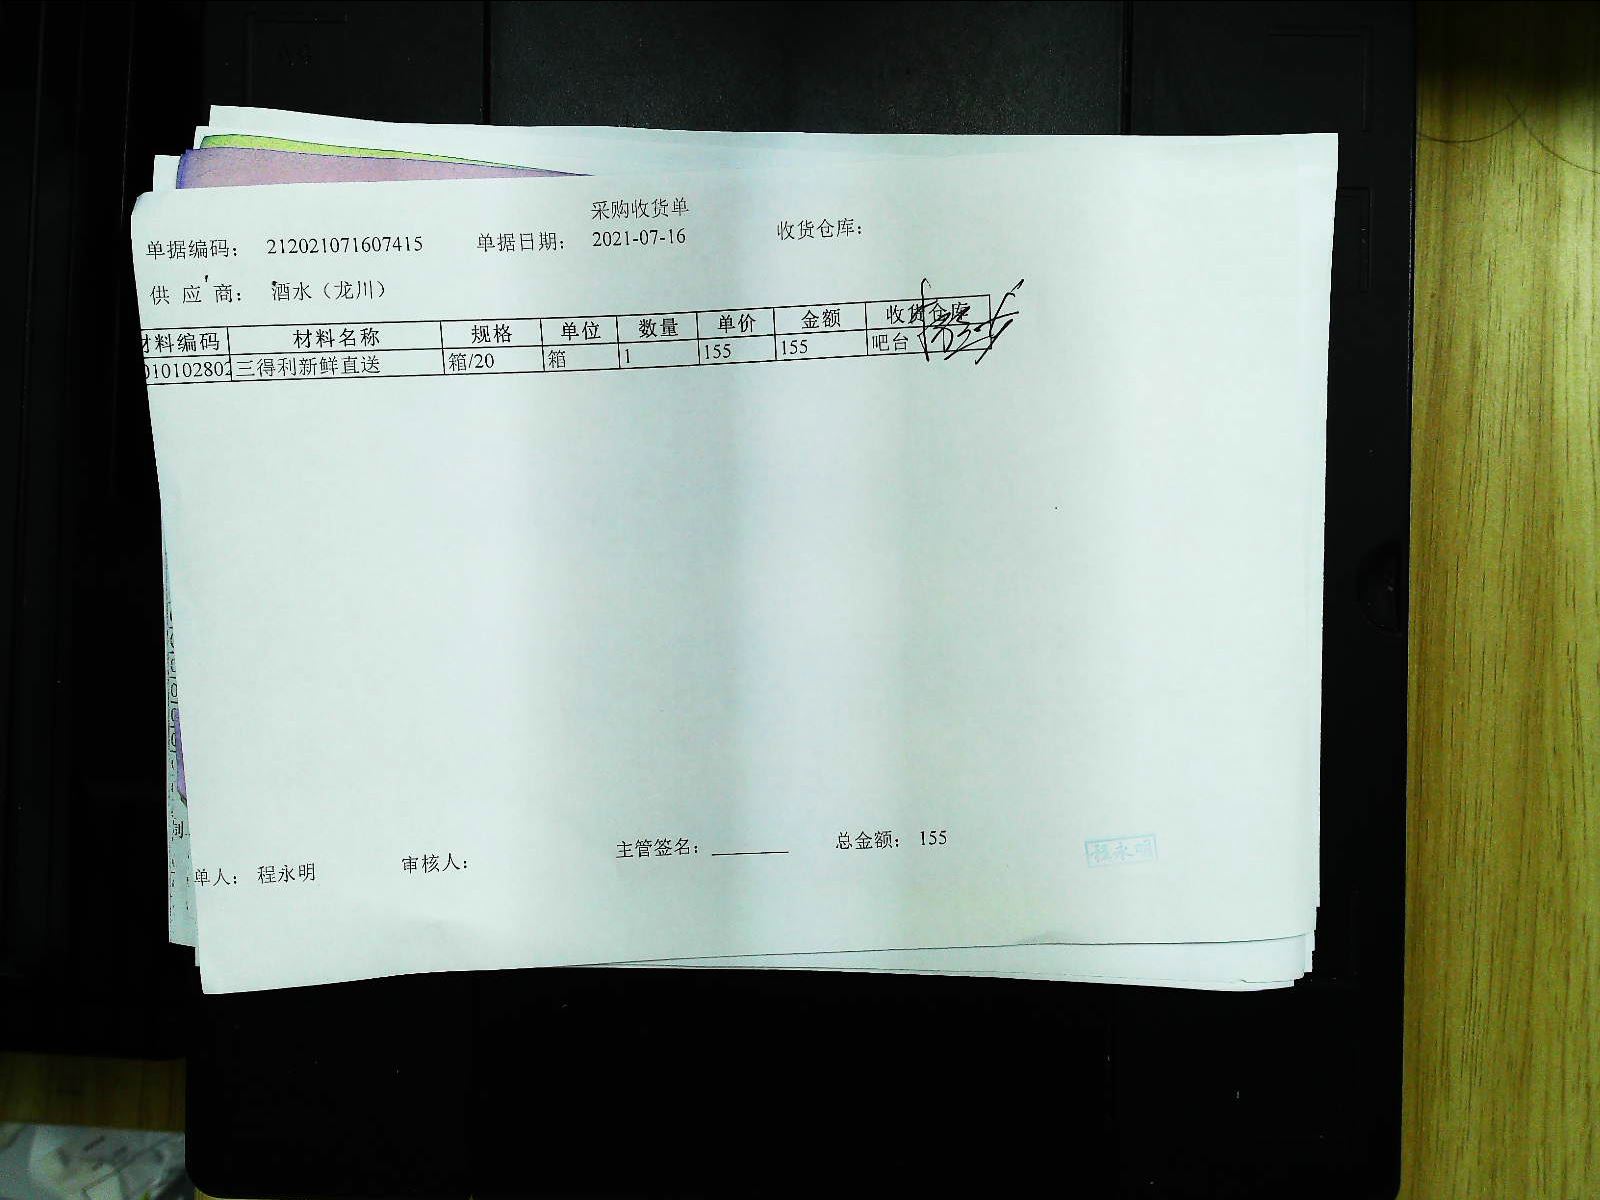 采购收货单
单据编码： 212021071607415 单据日期： 2021-07-16 收货仓库：
供 应 商： 酒水（龙川）
材料编码 材料名称 规格 单位 数量 单价 金额 收货仓库
010102802 三得利新鲜直送 箱/20 箱 1 155 155 吧台
单人： 程永明 审核人： 主管签名： 总金额： 155
程永明